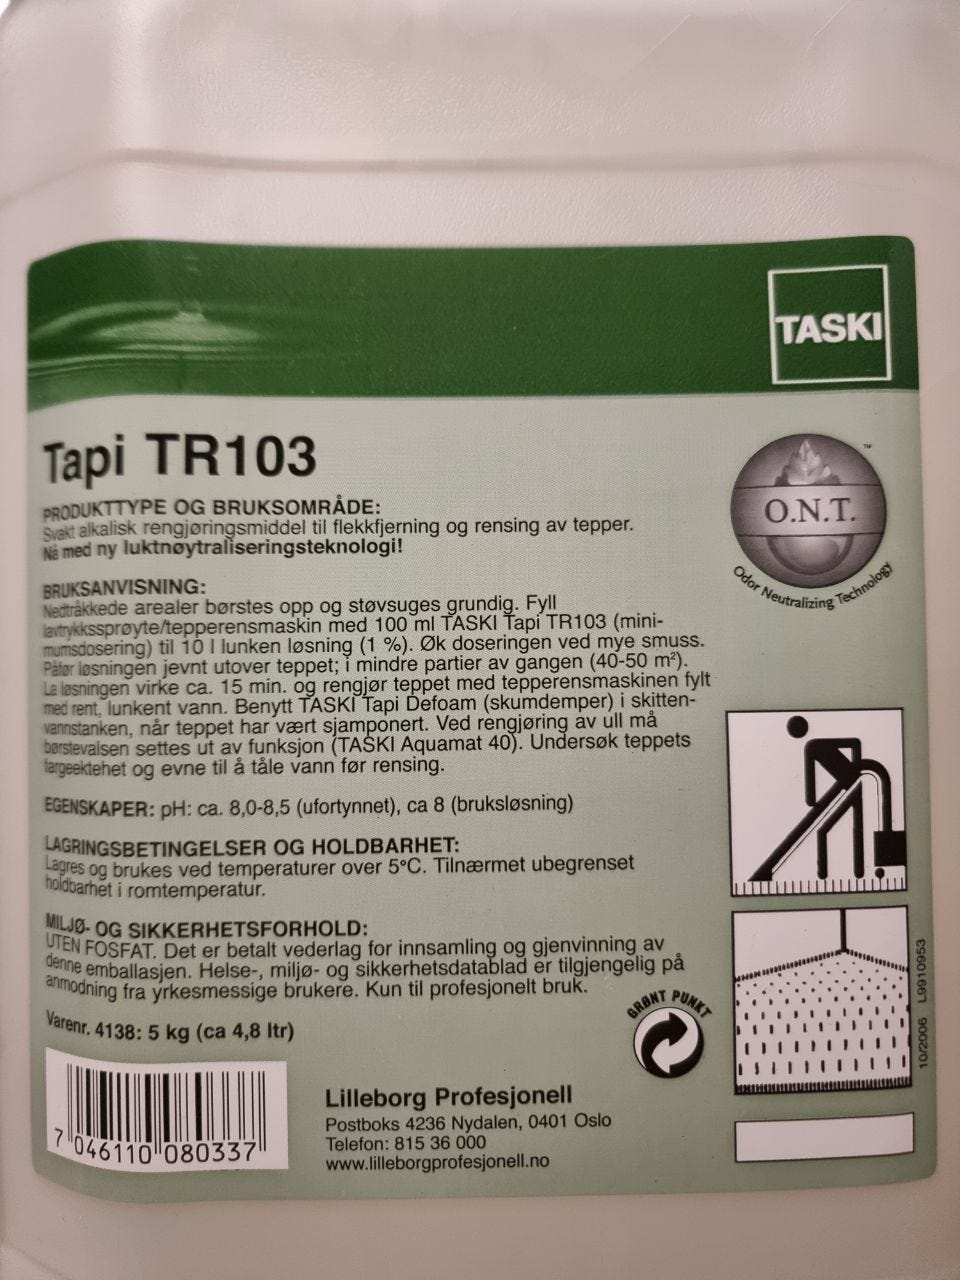 TASKI
Tapi TR103
™
O.N.T.
Odor Neutralizing Technology
PRODUKTTYPE OG BRUKSOMRÅDE:
Svakt alkalisk rengjøringsmiddel til flekkfjerning og rensing av tepper.
Nå med ny luktnøytraliseringsteknologi!
BRUKSANVISNING:
Nedtråkkede arealer børstes opp og støvsuges grundig. Fyll
lavtrykkssprøyte/tepperensmaskin med 100 ml TASKI Tapi TR103 (mini-
mumsdosering) til 10 l lunken løsning (1 %). Øk doseringen ved mye smuss.
Påfør løsningen jevnt utover teppet; i mindre partier av gangen (40-50 m²).
La løsningen virke ca. 15 min. og rengjør teppet med tepperensmaskinen fylt
med rent, lunkent vann. Benytt TASKI Tapi Defoam (skumdemper) i skitten-
vannstanken, når teppet har vært sjamponert. Ved rengjøring av ull må
børstevalsen settes ut av funksjon (TASKI Aquamat 40). Undersøk teppets
fargeektehet og evne til å tåle vann før rensing.
EGENSKAPER: pH: ca. 8,0-8,5 (ufortynnet), ca 8 (bruksløsning)
LAGRINGSBETINGELSER OG HOLDBARHET:
Lagres og brukes ved temperaturer over 5°C. Tilnærmet ubegrenset
holdbarhet i romtemperatur.
MILJØ- OG SIKKERHETSFORHOLD:
UTEN FOSFAT. Det er betalt vederlag for innsamling og gjenvinning av
denne emballasjen. Helse-, miljø- og sikkerhetsdatablad er tilgjengelig på
anmodning fra yrkesmessige brukere. Kun til profesjonelt bruk.
Varenr. 4138: 5 kg (ca 4,8 ltr)
GRØNT PUNKT
7 046110 080337
Lilleborg Profesjonell
Postboks 4236 Nydalen, 0401 Oslo
Telefon: 815 36 000
www.lilleborgprofesjonell.no
10/2006 L9910953